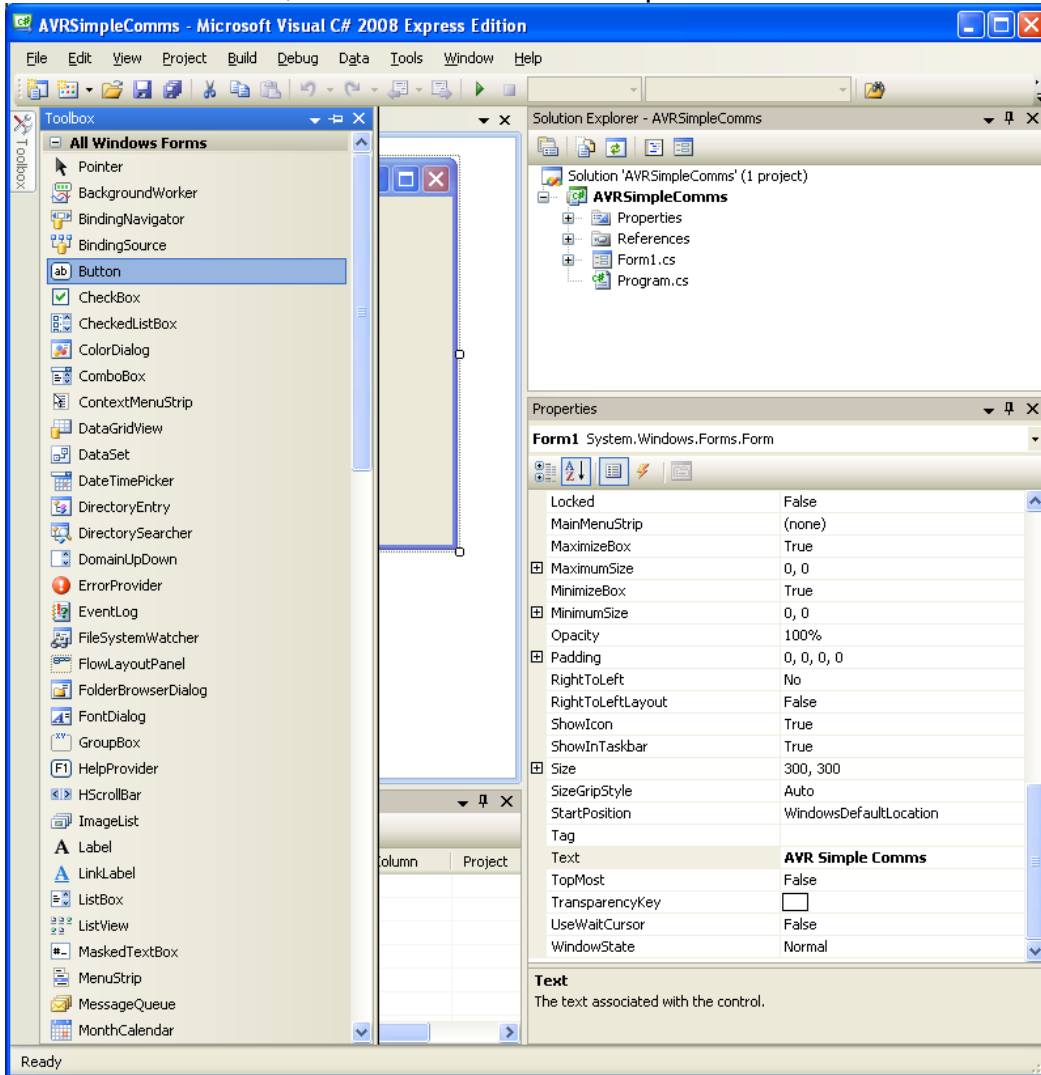 AVRSimpleComms - Microsoft Visual C# 2008 Express Edition
File Edit View Project Build Debug Data Tools Window Help
Toolbox
Toolbox
All Windows Forms
Pointer
BackgroundWorker
BindingNavigator
BindingSource
ab Button
CheckBox
CheckedListBox
ColorDialog
ComboBox
ContextMenuStrip
DataGridView
DataSet
DateTimePicker
DirectoryEntry
DirectorySearcher
DomainUpDown
ErrorProvider
EventLog
FileSystemWatcher
FlowLayoutPanel
FolderBrowserDialog
FontDialog
GroupBox
HelpProvider
HScrollBar
ImageList
A Label
A LinkLabel
ListBox
ListView
MaskedTextBox
MenuStrip
MessageQueue
MonthCalendar
Project
Solution Explorer - AVRSimpleComms
Solution 'AVRSimpleComms' (1 project)
AVRSimpleComms
Properties
References
Form1.cs
Program.cs
Properties
Form1 System.Windows.Forms.Form
Locked False
MainMenuStrip (none)
MaximizeBox True
MaximumSize 0, 0
MinimizeBox True
MinimumSize 0, 0
Opacity 100%
Padding 0, 0, 0, 0
RightToLeft No
RightToLeftLayout False
ShowIcon True
ShowInTaskbar True
Size 300, 300
SizeGripStyle Auto
StartPosition WindowsDefaultLocation
Tag
Text AVR Simple Comms
TopMost False
TransparencyKey
UseWaitCursor False
WindowState Normal
Text
The text associated with the control.
Ready